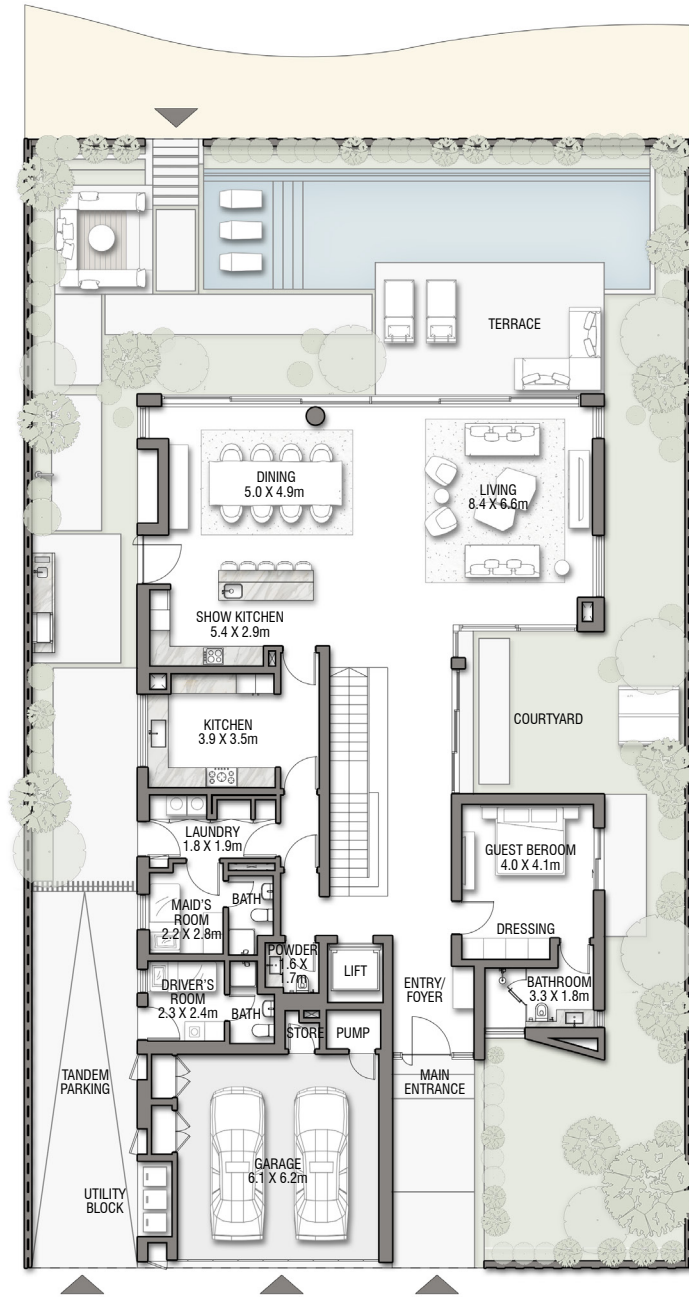 TERRACE
DINING
5.0 X 4.9m
LIVING
8.4 X 6.6m
SHOW KITCHEN
5.4 X 2.9m
COURTYARD
KITCHEN
3.9 X 3.5m
LAUNDRY
1.8 X 1.9m
GUEST BEROOM
4.0 X 4.1m
MAID'S
ROOM
2.2 X 2.8m
BATH
DRESSING
POWDER
1.6 X
1.7m
LIFT
DRIVER'S
ROOM
2.3 X 2.4m
BATH
ENTRY/
FOYER
BATHROOM
3.3 X 1.8m
STORE
PUMP
TANDEM
PARKING
MAIN
ENTRANCE
GARAGE
6.1 X 6.2m
UTILITY
BLOCK